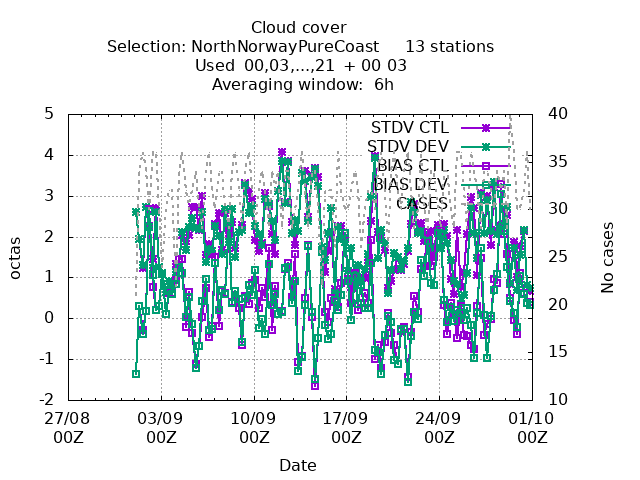 Cloud cover
Selection: NorthNorwayPureCoast 13 stations
Used 00,03,...,21 + 00 03
Averaging window: 6h
5
4
3
2
1
0
-1
-2
octas
40
35
30
25
20
15
10
No cases
STDV CTL
STDV DEV
BIAS CTL
BIAS DEV
CASES
27/08 03/09 10/09 17/09 24/09 01/10
00Z 00Z 00Z 00Z 00Z 00Z
Date